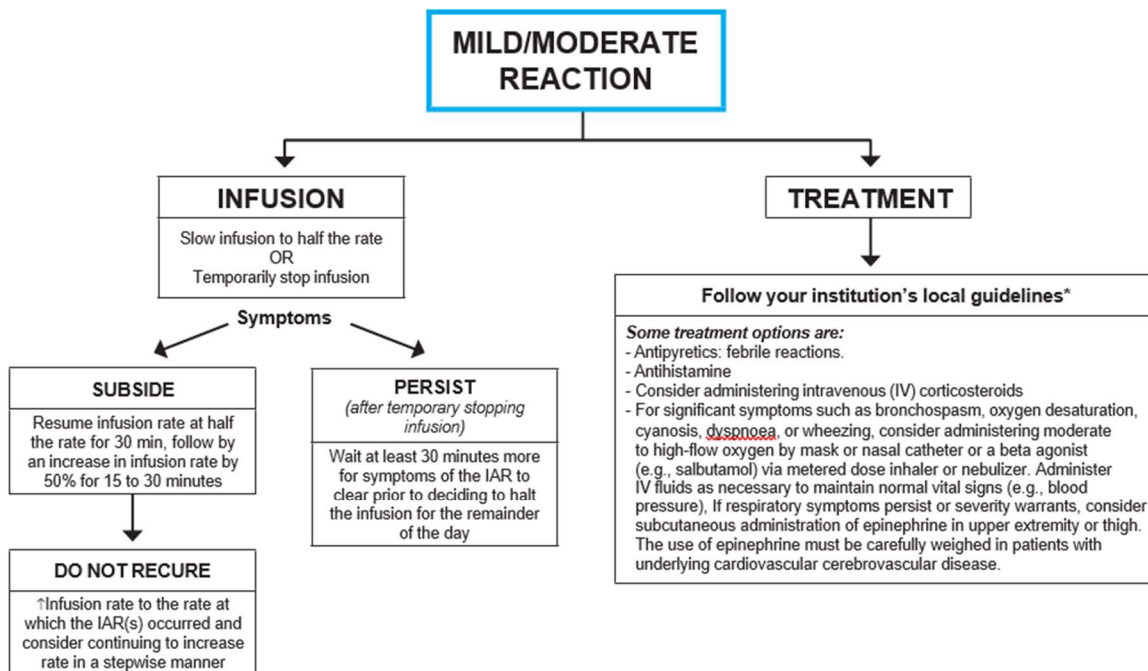 MILD/MODERATE
REACTION
INFUSION
Slow infusion to half the rate
OR
Temporarily stop infusion
Symptoms
SUBSIDE
Resume infusion rate at half
the rate for 30 min, follow by
an increase in infusion rate by
50% for 15 to 30 minutes
DO NOT RECURE
↑Infusion rate to the rate at
which the IAR(s) occurred and
consider continuing to increase
rate in a stepwise manner
PERSIST
(after temporary stopping
infusion)
Wait at least 30 minutes more
for symptoms of the IAR to
clear prior to deciding to halt
the infusion for the remainder
of the day
TREATMENT
Follow your institution's local guidelines*
Some treatment options are:
- Antipyretics: febrile reactions.
- Antihistamine
- Consider administering intravenous (IV) corticosteroids
- For significant symptoms such as bronchospasm, oxygen desaturation,
cyanosis, dyspnoea, or wheezing, consider administering moderate
to high-flow oxygen by mask or nasal catheter or a beta agonist
(e.g., salbutamol) via metered dose inhaler or nebulizer. Administer
IV fluids as necessary to maintain normal vital signs (e.g., blood
pressure), If respiratory symptoms persist or severity warrants, consider
subcutaneous administration of epinephrine in upper extremity or thigh.
The use of epinephrine must be carefully weighed in patients with
underlying cardiovascular cerebrovascular disease.